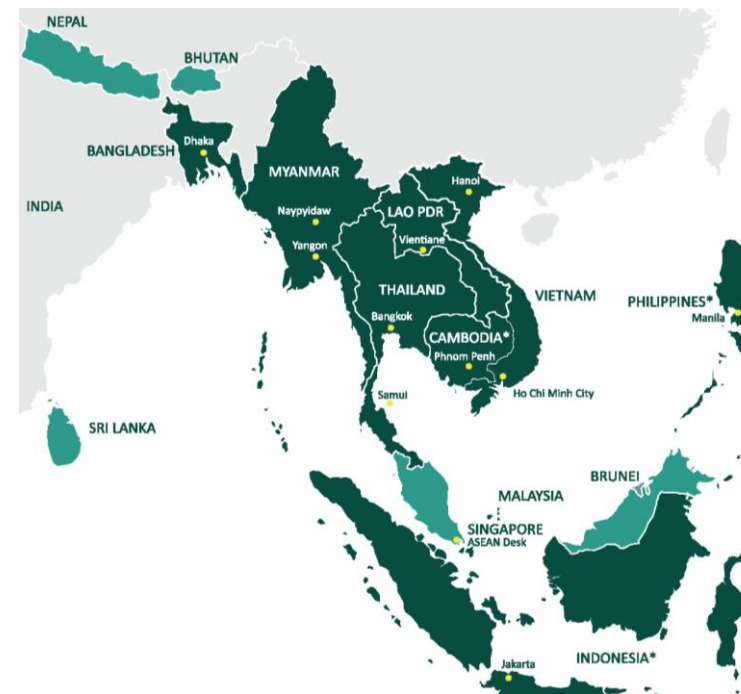 NEPAL
BHUTAN
Dhaka
BANGLADESH
MYANMAR
Hanoi
INDIA
Naypyidaw
LAO PDR
Yangon
Vientiane
THAILAND
VIETNAM
PHILIPPINES*
Manila
Bangkok
CAMBODIA*
Phnom Penh
Samui
Ho Chi Minh City
SRI LANKA
BRUNEI
MALAYSIA
SINGAPORE
ASEAN Desk
INDONESIA*
Jakarta